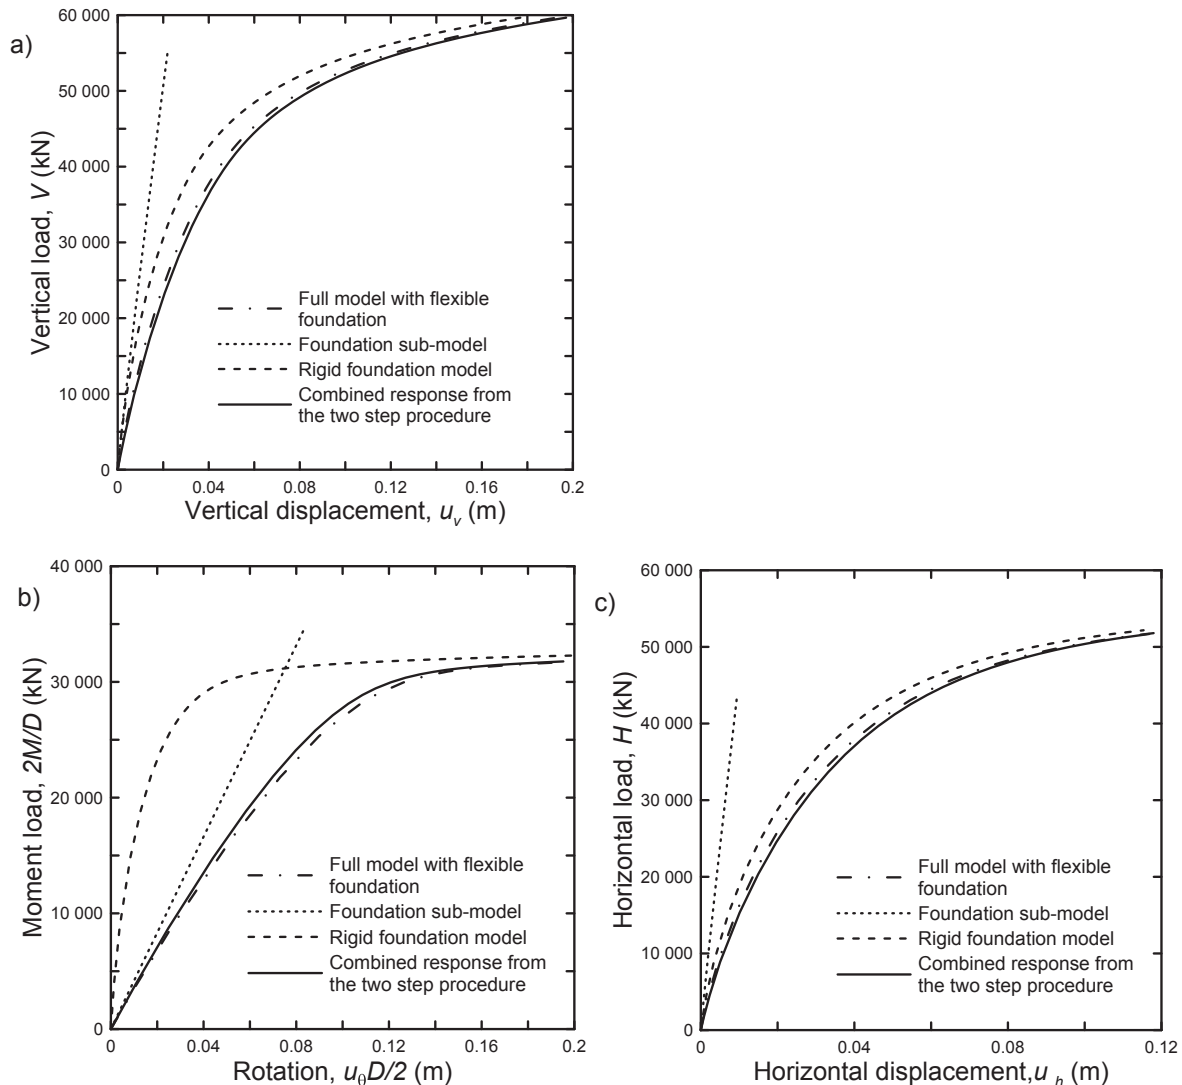 a)
60 000
50 000
40 000
30 000
20 000
10 000
0
Vertical load, V (kN)
Full model with flexible
foundation
Foundation sub-model
Rigid foundation model
Combined response from
the two step procedure
0 0.04 0.08 0.12 0.16 0.2
Vertical displacement, u_v (m)
b)
40 000
30 000
20 000
10 000
0
Moment load, 2M/D (kN)
Full model with flexible
foundation
Foundation sub-model
Rigid foundation model
Combined response from
the two step procedure
0 0.04 0.08 0.12 0.16 0.2
Rotation, u_θD/2 (m)
c)
60 000
50 000
40 000
30 000
20 000
10 000
0
Horizontal load, H (kN)
Full model with flexible
foundation
Foundation sub-model
Rigid foundation model
Combined response from
the two step procedure
0 0.04 0.08 0.12
Horizontal displacement,u_h (m)